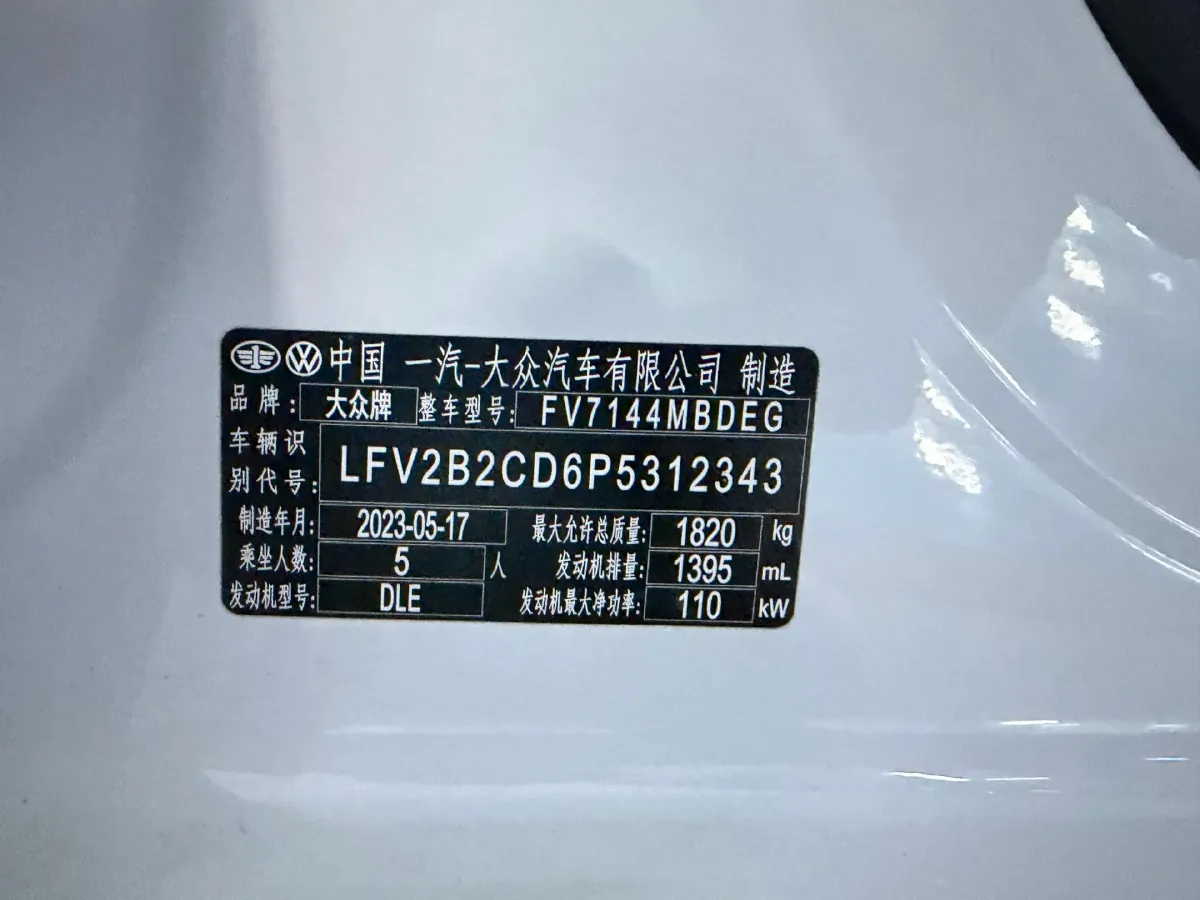 中国 一汽-大众汽车有限公司 制造
品牌: 大众牌 整车型号: FV7144MBDEG
车辆识别代号: LFV2B2CD6P5312343
制造年月: 2023-05-17 最大允许总质量: 1820 kg
乘坐人数: 5 人 发动机排量: 1395 mL
发动机型号: DLE 发动机最大净功率: 110 kW